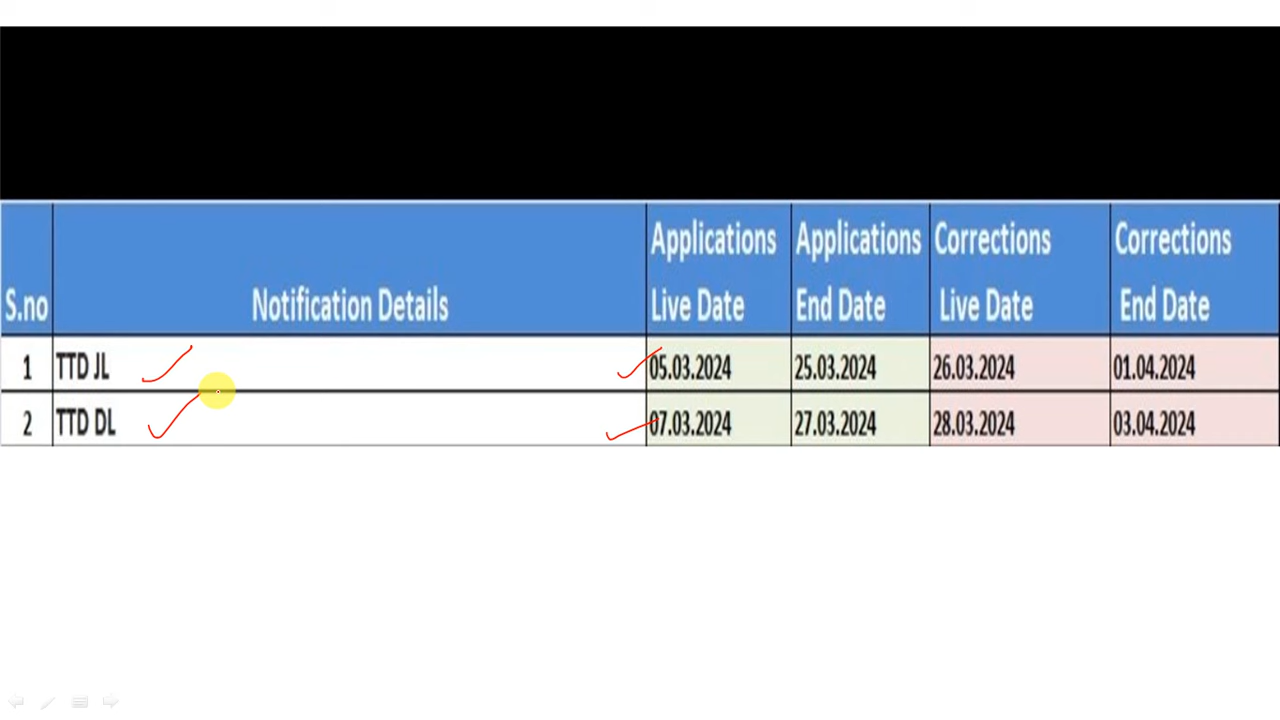 S.no Notification Details Applications Live Date Applications End Date Corrections Live Date Corrections End Date
1 TTD JL 05.03.2024 25.03.2024 26.03.2024 01.04.2024
2 TTD DL 07.03.2024 27.03.2024 28.03.2024 03.04.2024